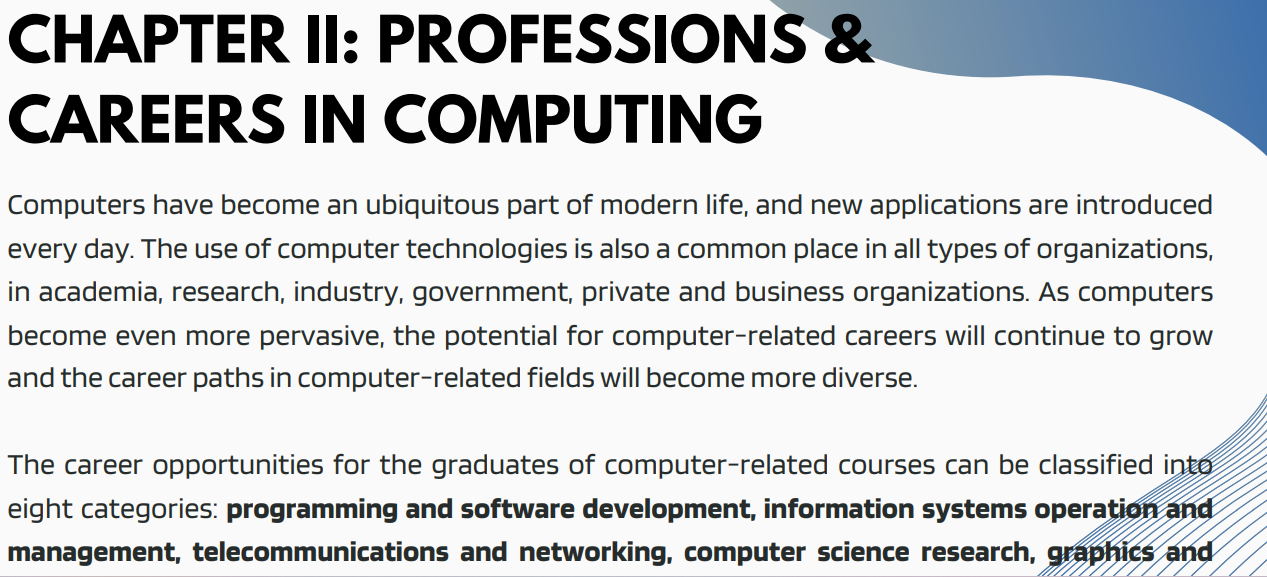 CHAPTER II: PROFESSIONS &
CAREERS IN COMPUTING
Computers have become an ubiquitous part of modern life, and new applications are introduced
every day. The use of computer technologies is also a common place in all types of organizations,
in academia, research, industry, government, private and business organizations. As computers
become even more pervasive, the potential for computer-related careers will continue to grow
and the career paths in computer-related fields will become more diverse.
The career opportunities for the graduates of computer-related courses can be classified into
eight categories: programming and software development, information systems operation and
management, telecommunications and networking, computer science research, graphics and